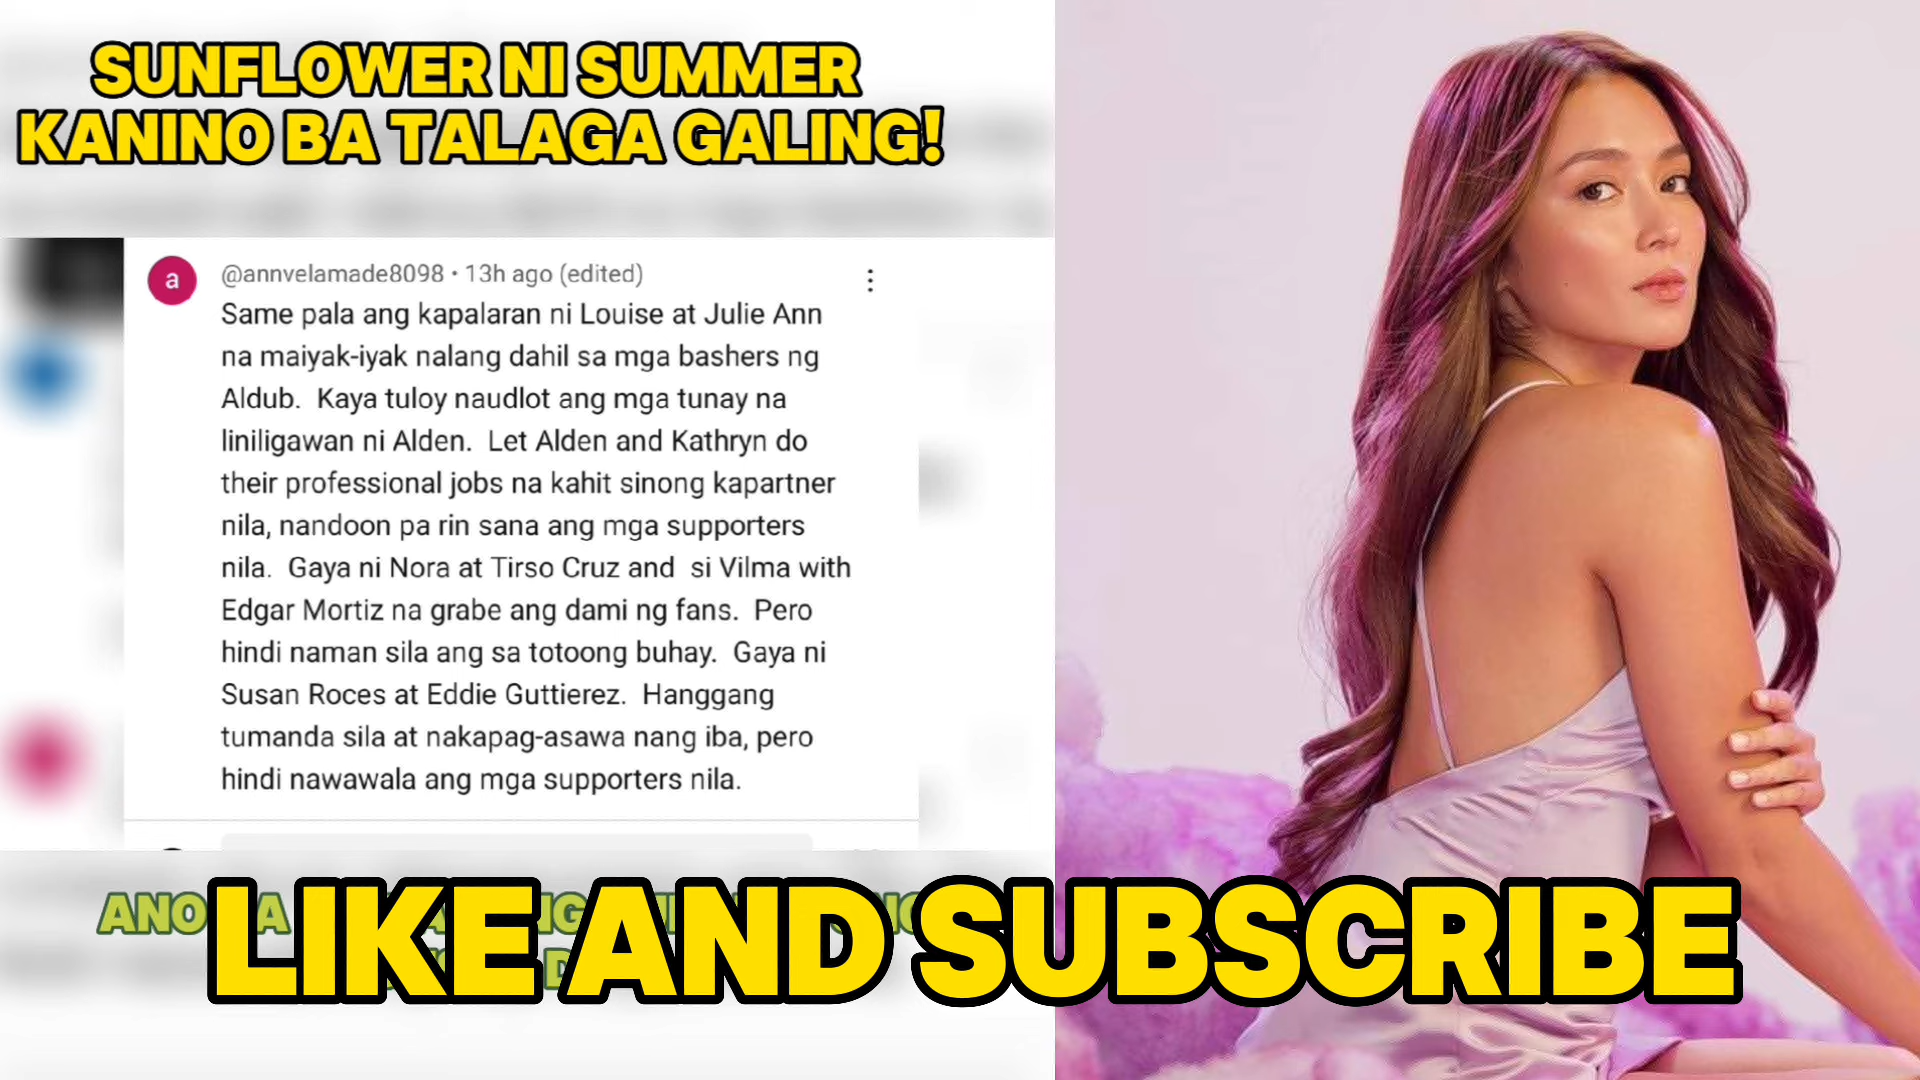 SUNFLOWER NI SUMMER
KANINO BA TALAGA GALING!
a
@annvelamade8098 • 13h ago (edited)
Same pala ang kapalaran ni Louise at Julie Ann
na maiyak-iyak nalang dahil sa mga bashers ng
Aldub. Kaya tuloy naudlot ang mga tunay na
liniligawan ni Alden. Let Alden and Kathryn do
their professional jobs na kahit sinong kapartner
nila, nandoon pa rin sana ang mga supporters
nila. Gaya ni Nora at Tirso Cruz and si Vilma with
Edgar Mortiz na grabe ang dami ng fans. Pero
hindi naman sila ang sa totoong buhay. Gaya ni
Susan Roces at Eddie Guttierez. Hanggang
tumanda sila at nakapag-asawa nang iba, pero
hindi nawawala ang mga supporters nila.
LIKE AND SUBSCRIBE